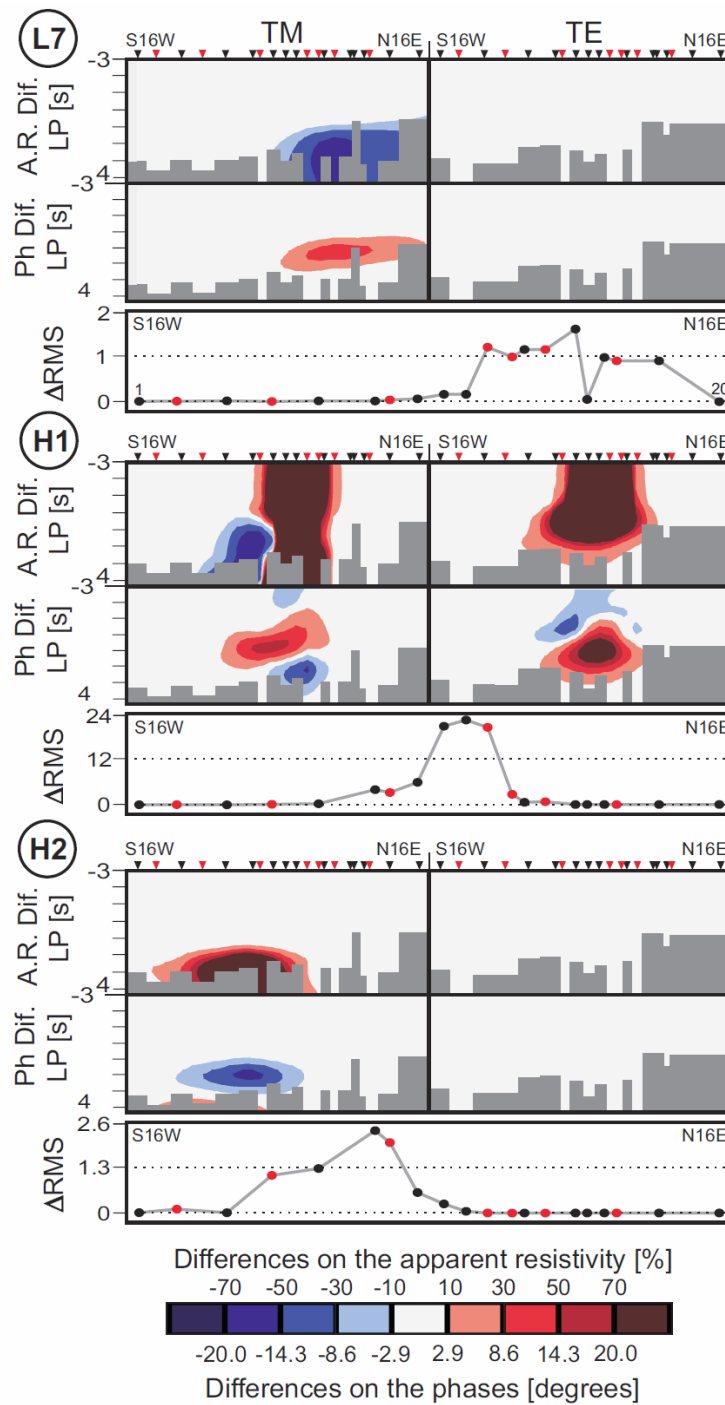 L7
TM
TE
S16W
N16E
S16W
N16E
A.R. Dif.
LP [s]
-3
4
Ph Dif.
LP [s]
-3
4
ΔRMS
2
1
0
S16W
N16E
1
20
H1
S16W
N16E
S16W
N16E
A.R. Dif.
LP [s]
-3
4
Ph Dif.
LP [s]
-3
4
ΔRMS
24
12
0
S16W
N16E
H2
S16W
N16E
S16W
N16E
A.R. Dif.
LP [s]
-3
4
Ph Dif.
LP [s]
-3
4
ΔRMS
2.6
1.3
0
S16W
N16E
Differences on the apparent resistivity [%]
-70 -50 -30 -10 10 30 50 70
-20.0 -14.3 -8.6 -2.9 2.9 8.6 14.3 20.0
Differences on the phases [degrees]